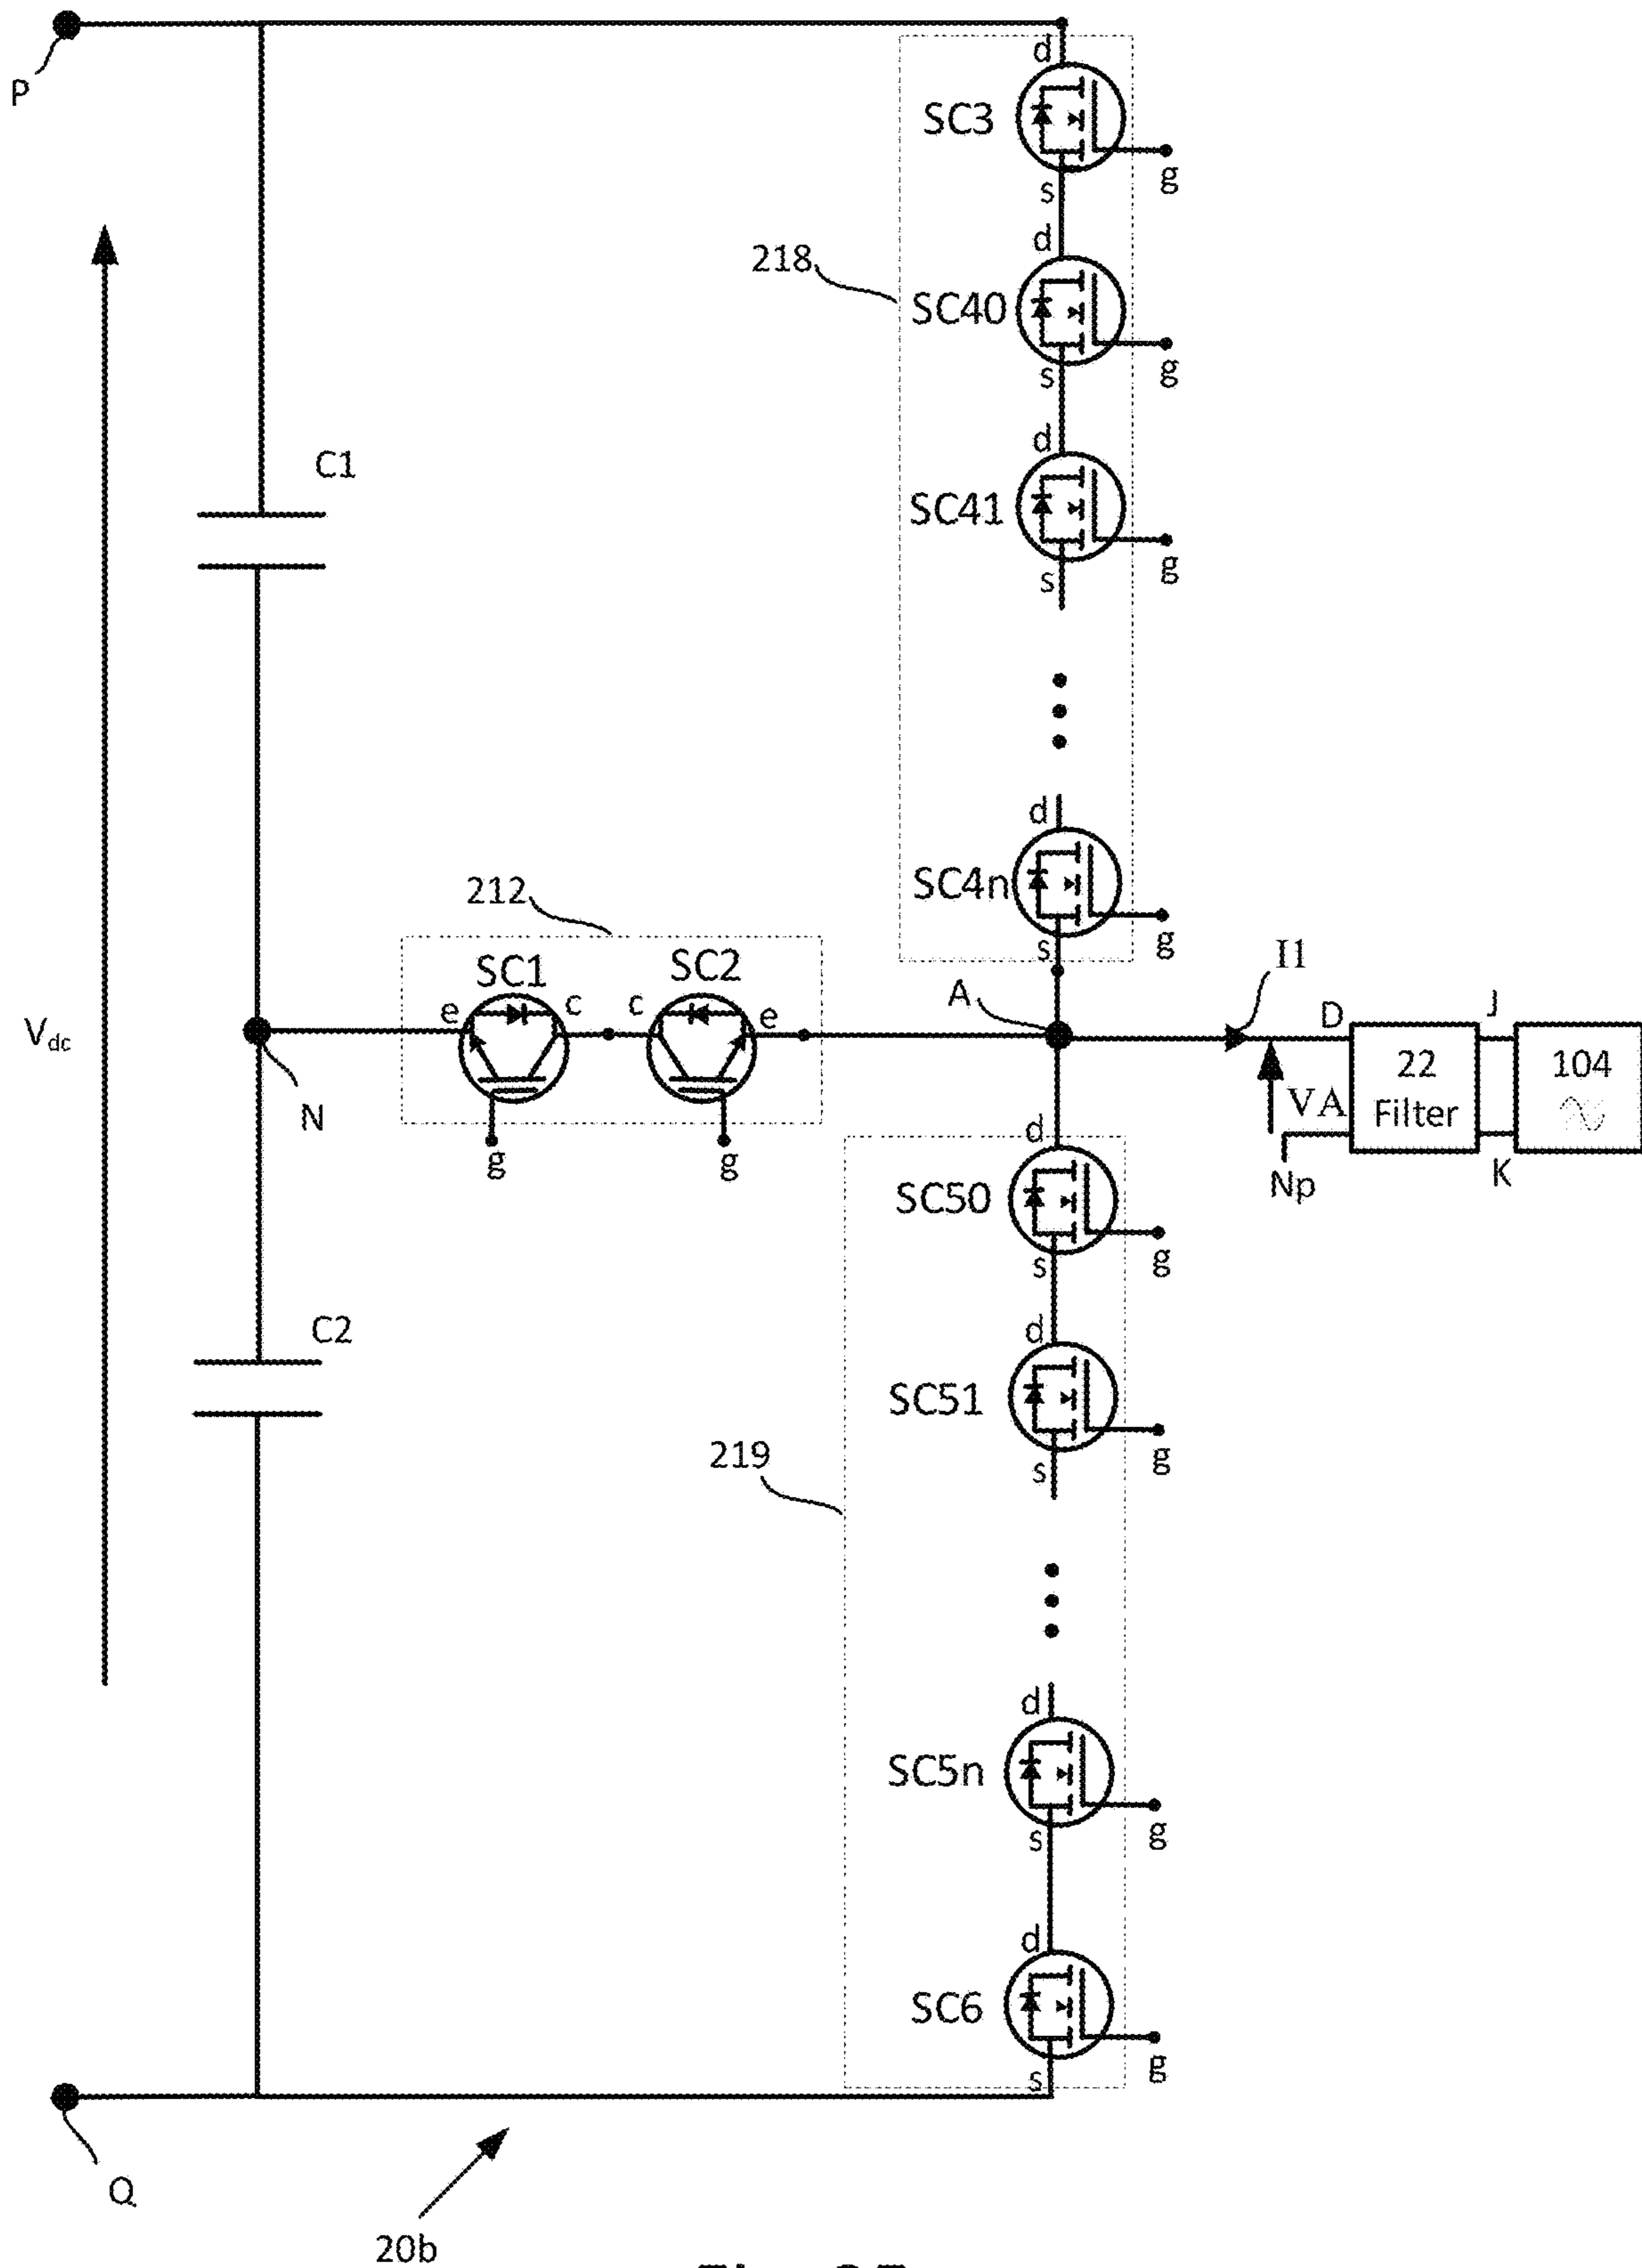 P
d
SC3
g
s
d
218
SC40
g
s
d
SC41
g
s
C1
d
SC4n
g
s
212
SC1
SC2
e
c
c
e
g
g
A
I1
D
J
22
Filter
104
VA
Np
K
Vdc
N
d
SC50
g
s
C2
d
SC51
g
s
219
d
SC5n
g
s
d
SC6
g
s
Q
20b